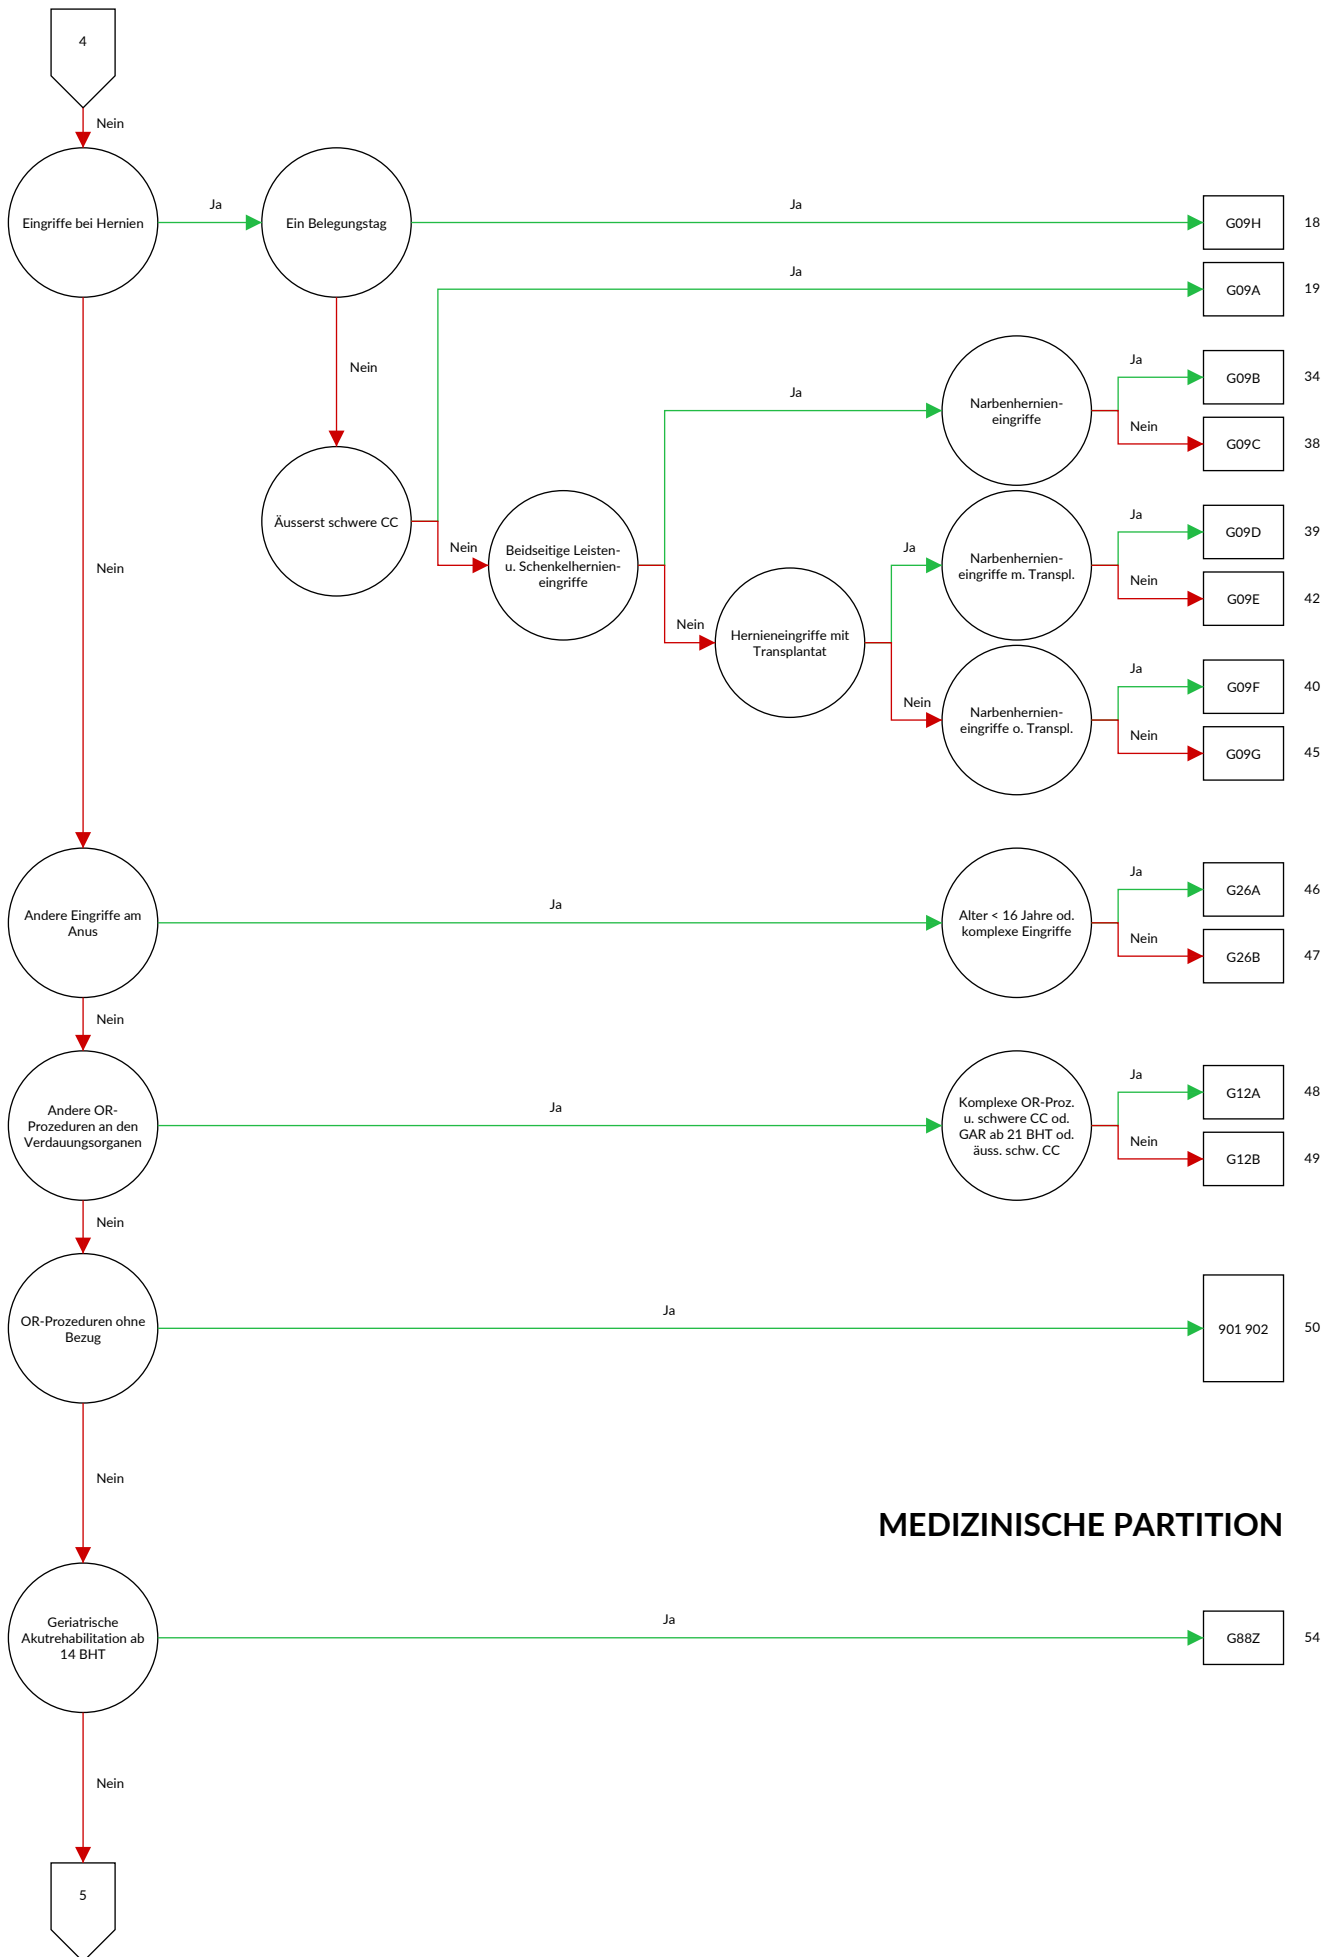 4
Nein
Eingriffe bei Hernien
Ja
Ein Belegungstag
Ja
G09H
18
Ja
G09A
19
Nein
Ja
Narbenhernien-
eingriffe
Ja
G09B
34
Nein
G09C
38
Äusserst schwere CC
Nein
Beidseitige Leisten-
u. Schenkelhernien-
eingriffe
Nein
Hernieneingriffe mit
Transplantat
Ja
Narbenhernien-
eingriffe m. Transpl.
Ja
G09D
39
Nein
G09E
42
Nein
Narbenhernien-
eingriffe o. Transpl.
Ja
G09F
40
Nein
G09G
45
Nein
Andere Eingriffe am
Anus
Ja
Alter < 16 Jahre od.
komplexe Eingriffe
Ja
G26A
46
Nein
G26B
47
Nein
Andere OR-
Prozeduren an den
Verdauungsorganen
Ja
Komplexe OR-Proz.
u. schwere CC od.
GAR ab 21 BHT od.
äuss. schw. CC
Ja
G12A
48
Nein
G12B
49
Nein
OR-Prozeduren ohne
Bezug
Ja
901 902
50
Nein
MEDIZINISCHE PARTITION
Geriatrische
Akutrehabilitation ab
14 BHT
Ja
G88Z
54
Nein
5